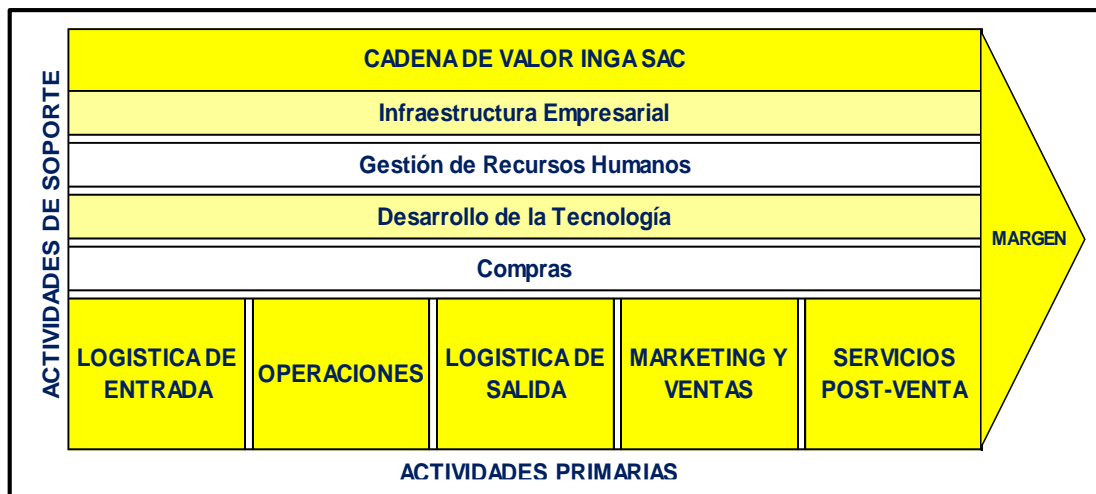 CADENA DE VALOR INGA SAC
Infraestructura Empresarial
Gestión de Recursos Humanos
Desarrollo de la Tecnología
Compras
ACTIVIDADES DE SOPORTE
MARGEN
LOGISTICA DE
ENTRADA
OPERACIONES
LOGISTICA DE
SALIDA
MARKETING Y
VENTAS
SERVICIOS
POST-VENTA
ACTIVIDADES PRIMARIAS